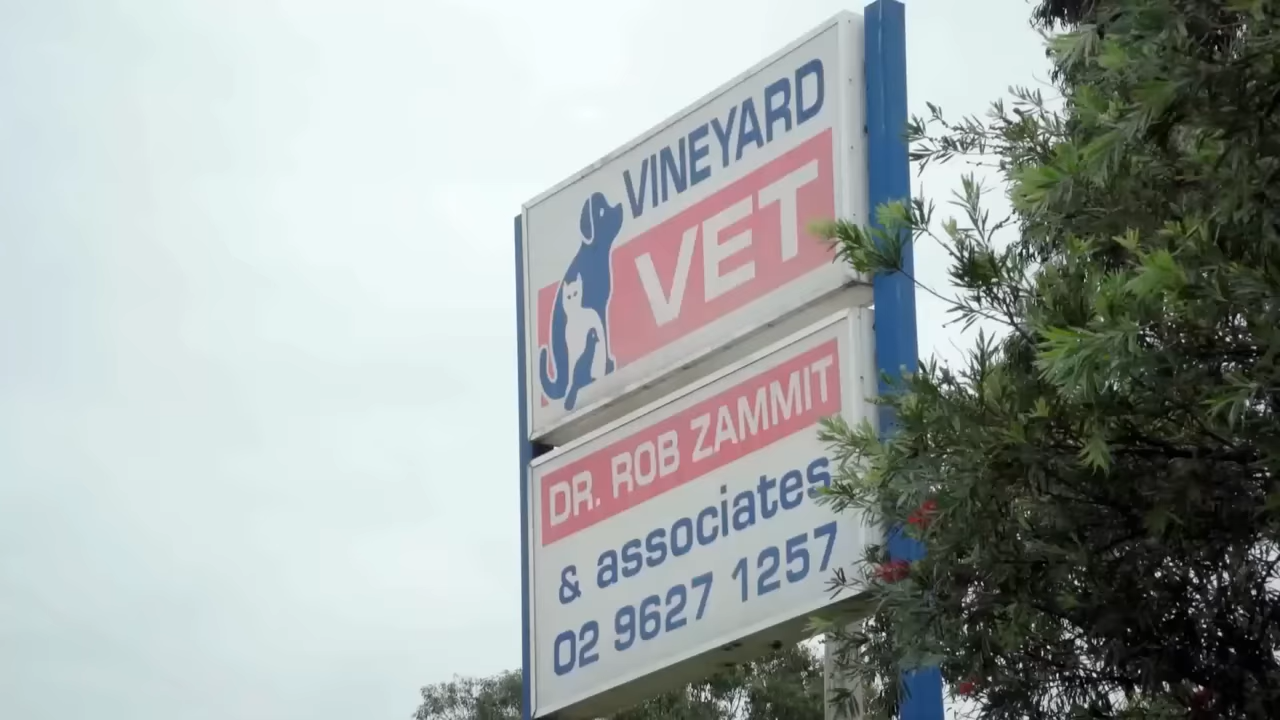 VINEYARD
VET
DR. ROB ZAMMIT
& associates
02 9627 1257